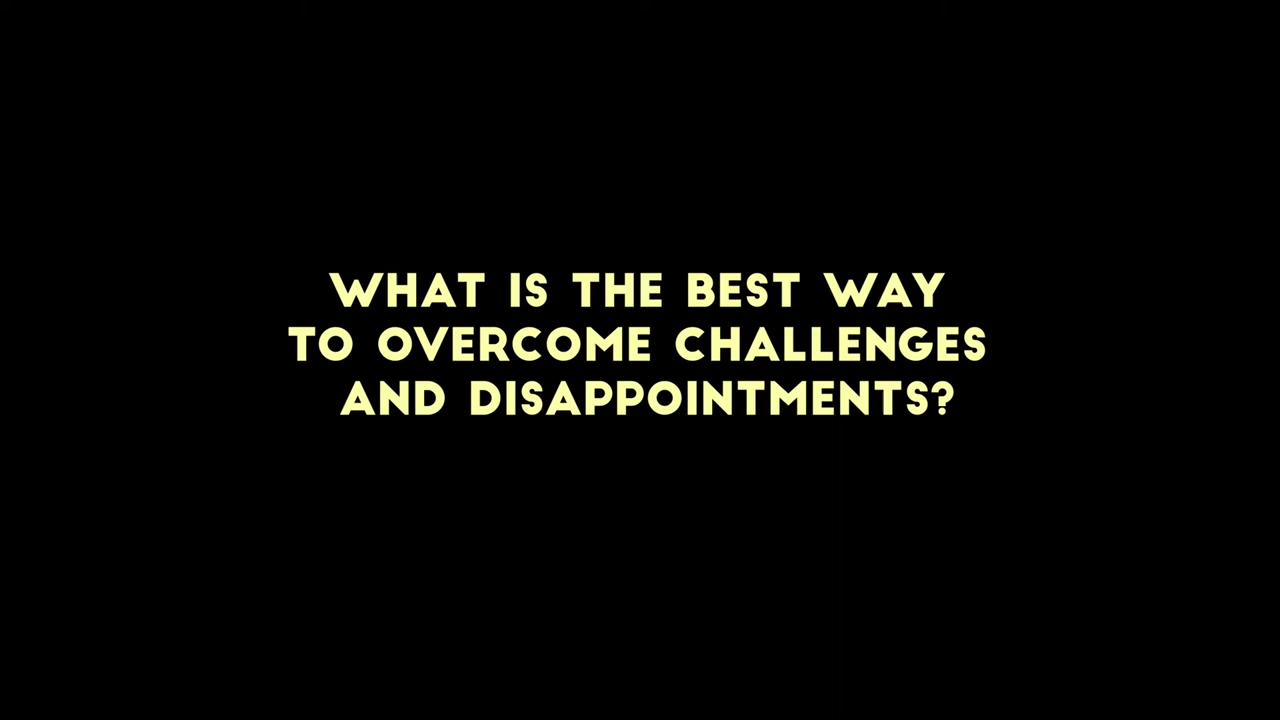 WHAT IS THE BEST WAY
TO OVERCOME CHALLENGES
AND DISAPPOINTMENTS?